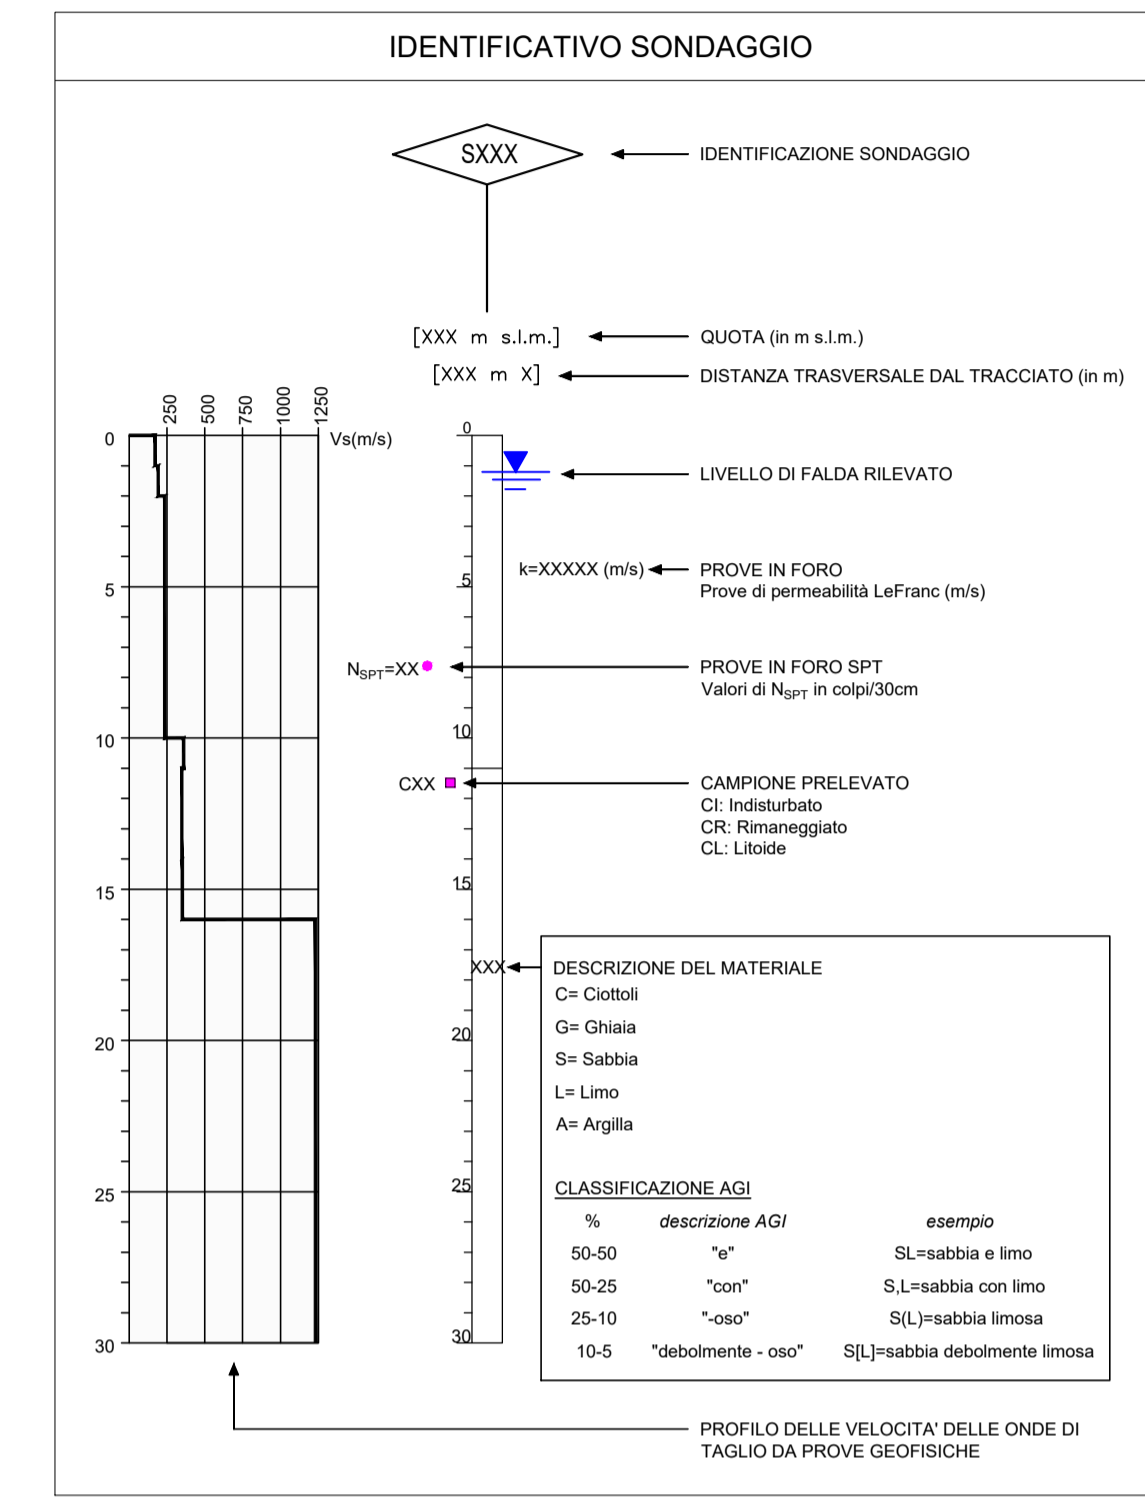 IDENTIFICATIVO SONDAGGIO
SXXX
IDENTIFICAZIONE SONDAGGIO
[XXX m s.l.m.]
QUOTA (in m s.l.m.)
[XXX m X]
DISTANZA TRASVERSALE DAL TRACCIATO (in m)
250
500
750
1000
1250
Vs(m/s)
0
5
10
15
20
25
30
0
5
10
15
20
25
30
LIVELLO DI FALDA RILEVATO
k=XXXXX (m/s)
PROVE IN FORO
Prove di permeabilità LeFranc (m/s)
NSPT=XX
PROVE IN FORO SPT
Valori di NSPT in colpi/30cm
CXX
CAMPIONE PRELEVATO
CI: Indisturbato
CR: Rimaneggiato
CL: Litoide
XXX
DESCRIZIONE DEL MATERIALE
C= Ciottoli
G= Ghiaia
S= Sabbia
L= Limo
A= Argilla
CLASSIFICAZIONE AGI
% descrizione AGI esempio
50-50 "e" SL=sabbia e limo
50-25 "con" S,L=sabbia con limo
25-10 "-oso" S(L)=sabbia limosa
10-5 "debolmente - oso" S[L]=sabbia debolmente limosa
PROFILO DELLE VELOCITA' DELLE ONDE DI
TAGLIO DA PROVE GEOFISICHE